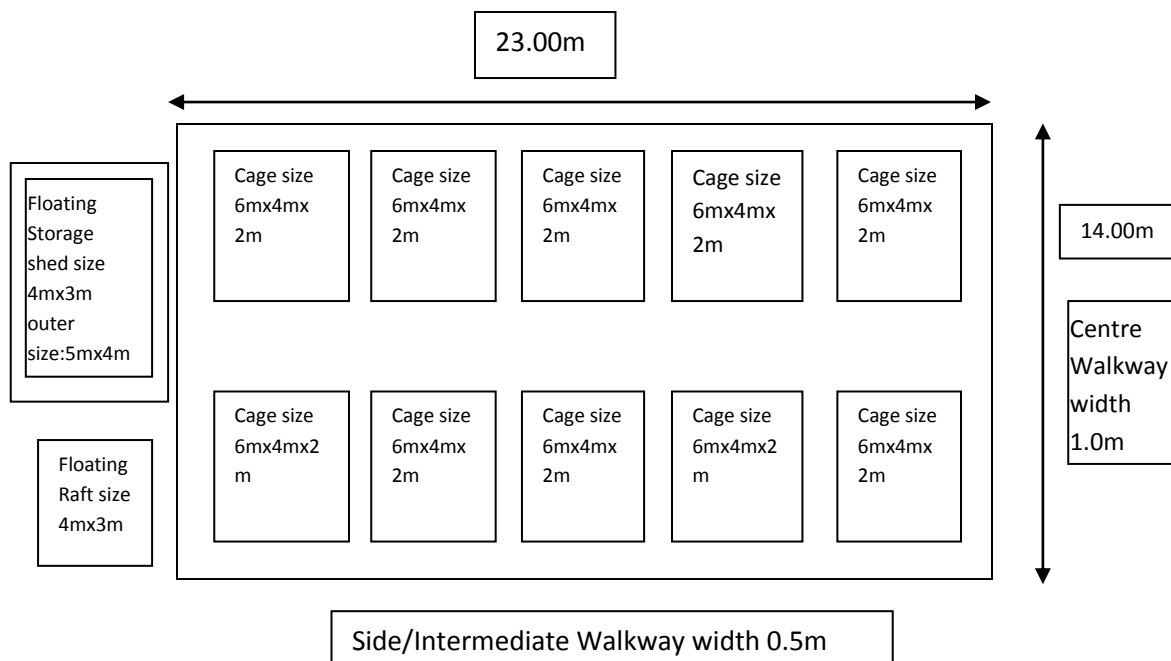 23.00m
Floating
Storage
shed size
4mx3m
outer
size:5mx4m
Cage size
6mx4mx
2m
Cage size
6mx4mx
2m
Cage size
6mx4mx
2m
Cage size
6mx4mx
2m
Cage size
6mx4mx
2m
14.00m
Centre
Walkway
width
1.0m
Floating
Raft size
4mx3m
Cage size
6mx4mx2
m
Cage size
6mx4mx
2m
Cage size
6mx4mx
2m
Cage size
6mx4mx2
m
Cage size
6mx4mx
2m
Side/Intermediate Walkway width 0.5m